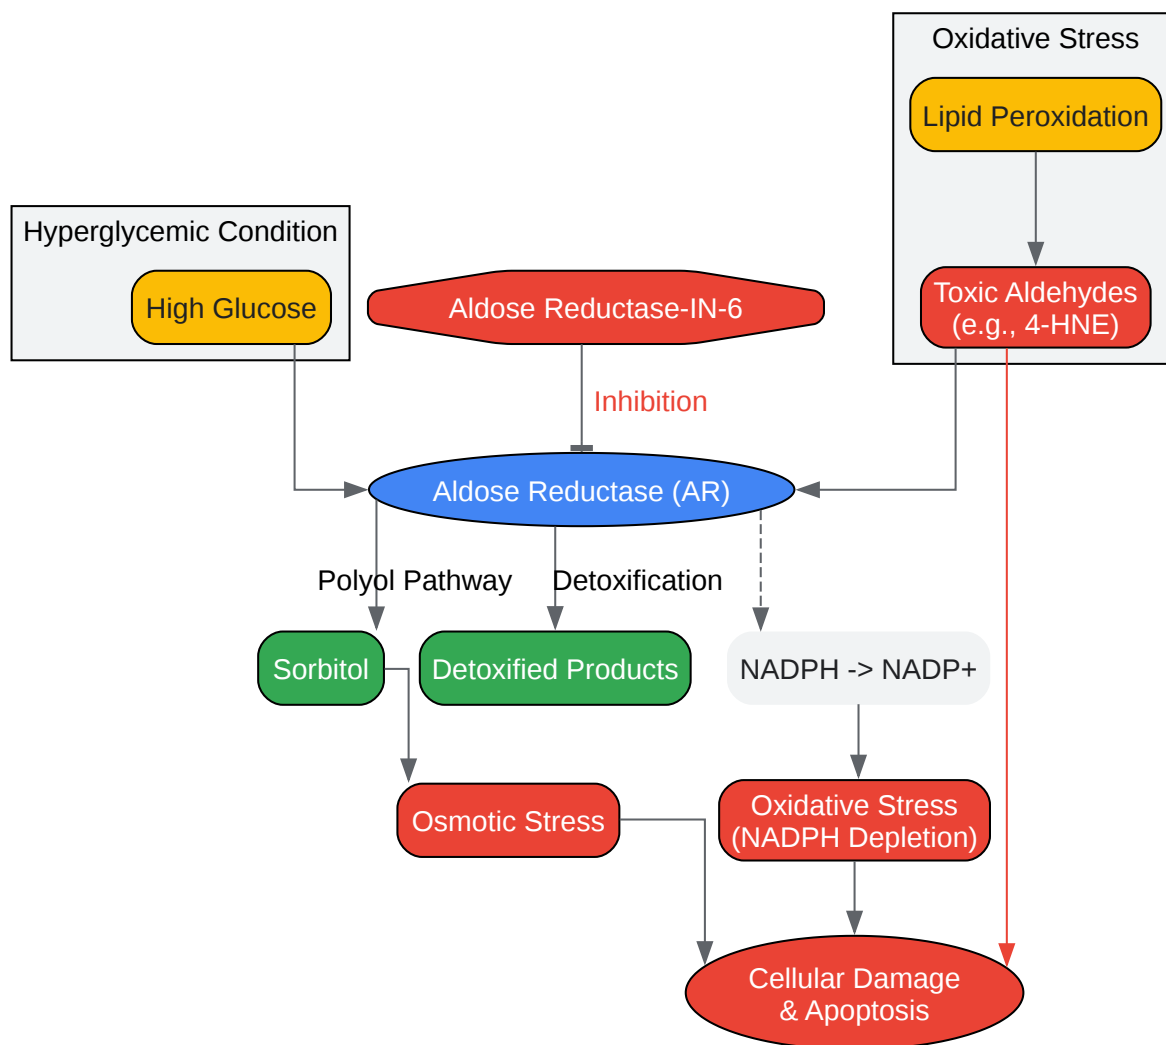 Oxidative Stress
Lipid Peroxidation
Hyperglycemic Condition
High Glucose
Aldose Reductase-IN-6
Toxic Aldehydes
(e.g., 4-HNE)
Inhibition
Aldose Reductase (AR)
Polyol Pathway
Detoxification
Sorbitol
Detoxified Products
NADPH -> NADP+
Osmotic Stress
Oxidative Stress
(NADPH Depletion)
Cellular Damage
& Apoptosis